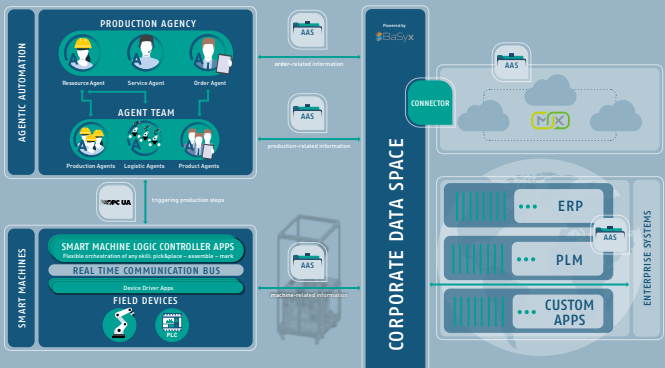 AGENTIC AUTOMATION
PRODUCTION AGENCY
Ressource Agent
Service Agent
Order Agent
AGENT TEAM
Production Agents
Logistic Agents
Product Agents
AAS
order-related information
AAS
production-related information
OPC UA
triggering production steps
SMART MACHINES
SMART MACHINE LOGIC CONTROLLER APPS
Flexible orchestration of any skill: pick&place – assemble – mark
REAL TIME COMMUNICATION BUS
Device Driver Apps
FIELD DEVICES
PLC
AAS
machine-related information
Powered by
BaSyx
CORPORATE DATA SPACE
CONNECTOR
AAS
ERP
PLM
CUSTOM
APPS
AAS
ENTERPRISE SYSTEMS